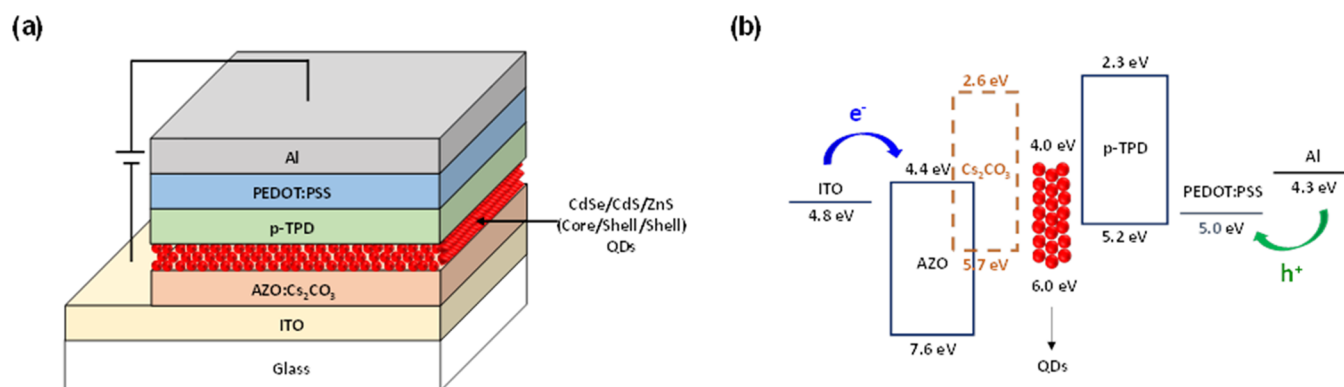 (a)
Al
PEDOT:PSS
p-TPD
AZO:Cs₂CO₃
ITO
Glass
CdSe/CdS/ZnS
(Core/Shell/Shell)
QDs
(b)
e⁻
ITO
4.8 eV
4.4 eV
AZO
7.6 eV
2.6 eV
Cs₂CO₃
5.7 eV
4.0 eV
6.0 eV
QDs
2.3 eV
p-TPD
5.2 eV
PEDOT:PSS
5.0 eV
Al
4.3 eV
h⁺